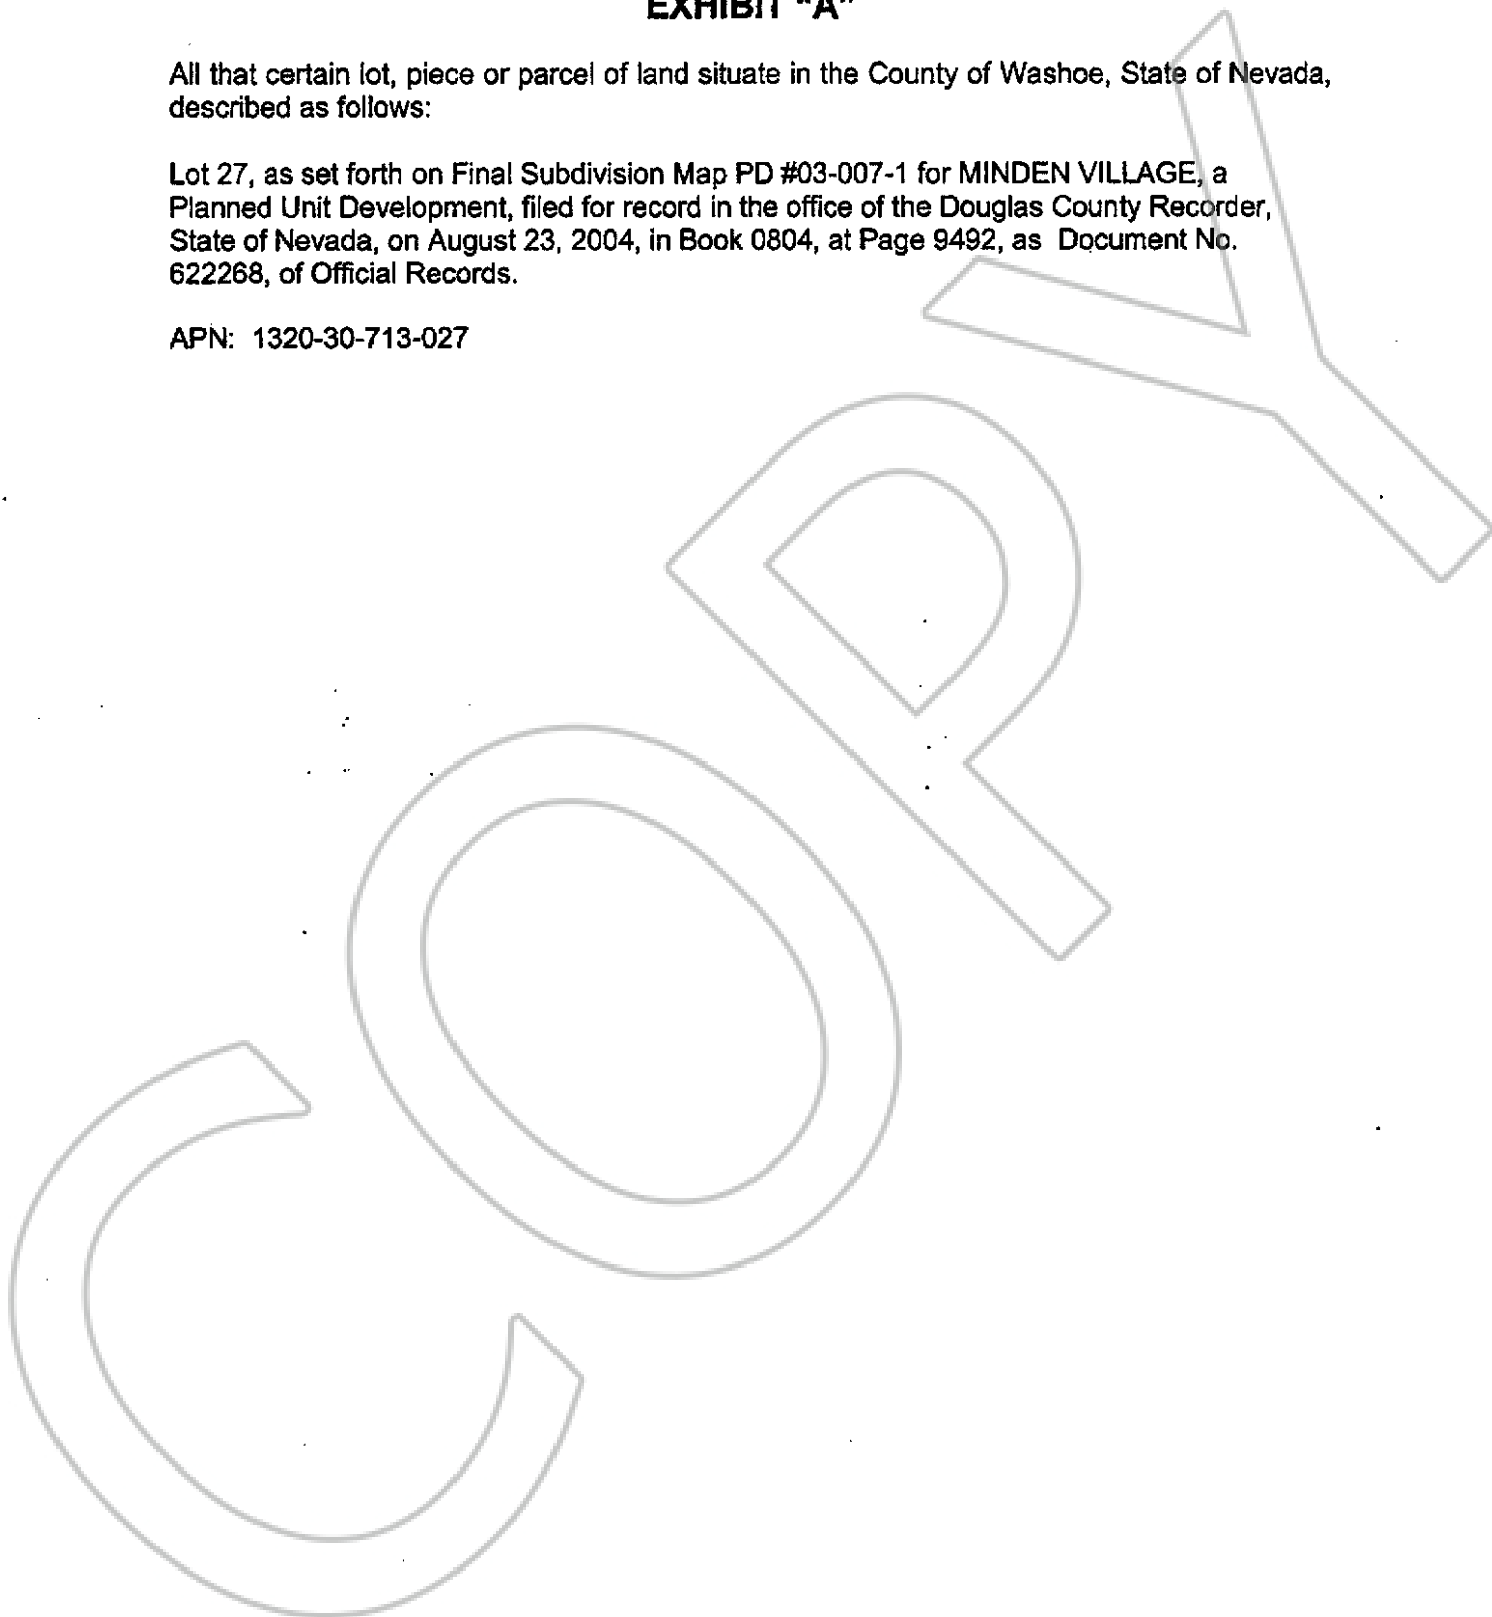 EXHIBIT "A"
All that certain lot, piece or parcel of land situate in the County of Washoe, State of Nevada,
described as follows:
Lot 27, as set forth on Final Subdivision Map PD #03-007-1 for MINDEN VILLAGE, a
Planned Unit Development, filed for record in the office of the Douglas County Recorder,
State of Nevada, on August 23, 2004, in Book 0804, at Page 9492, as Document No.
622268, of Official Records.
APN: 1320-30-713-027
COPY